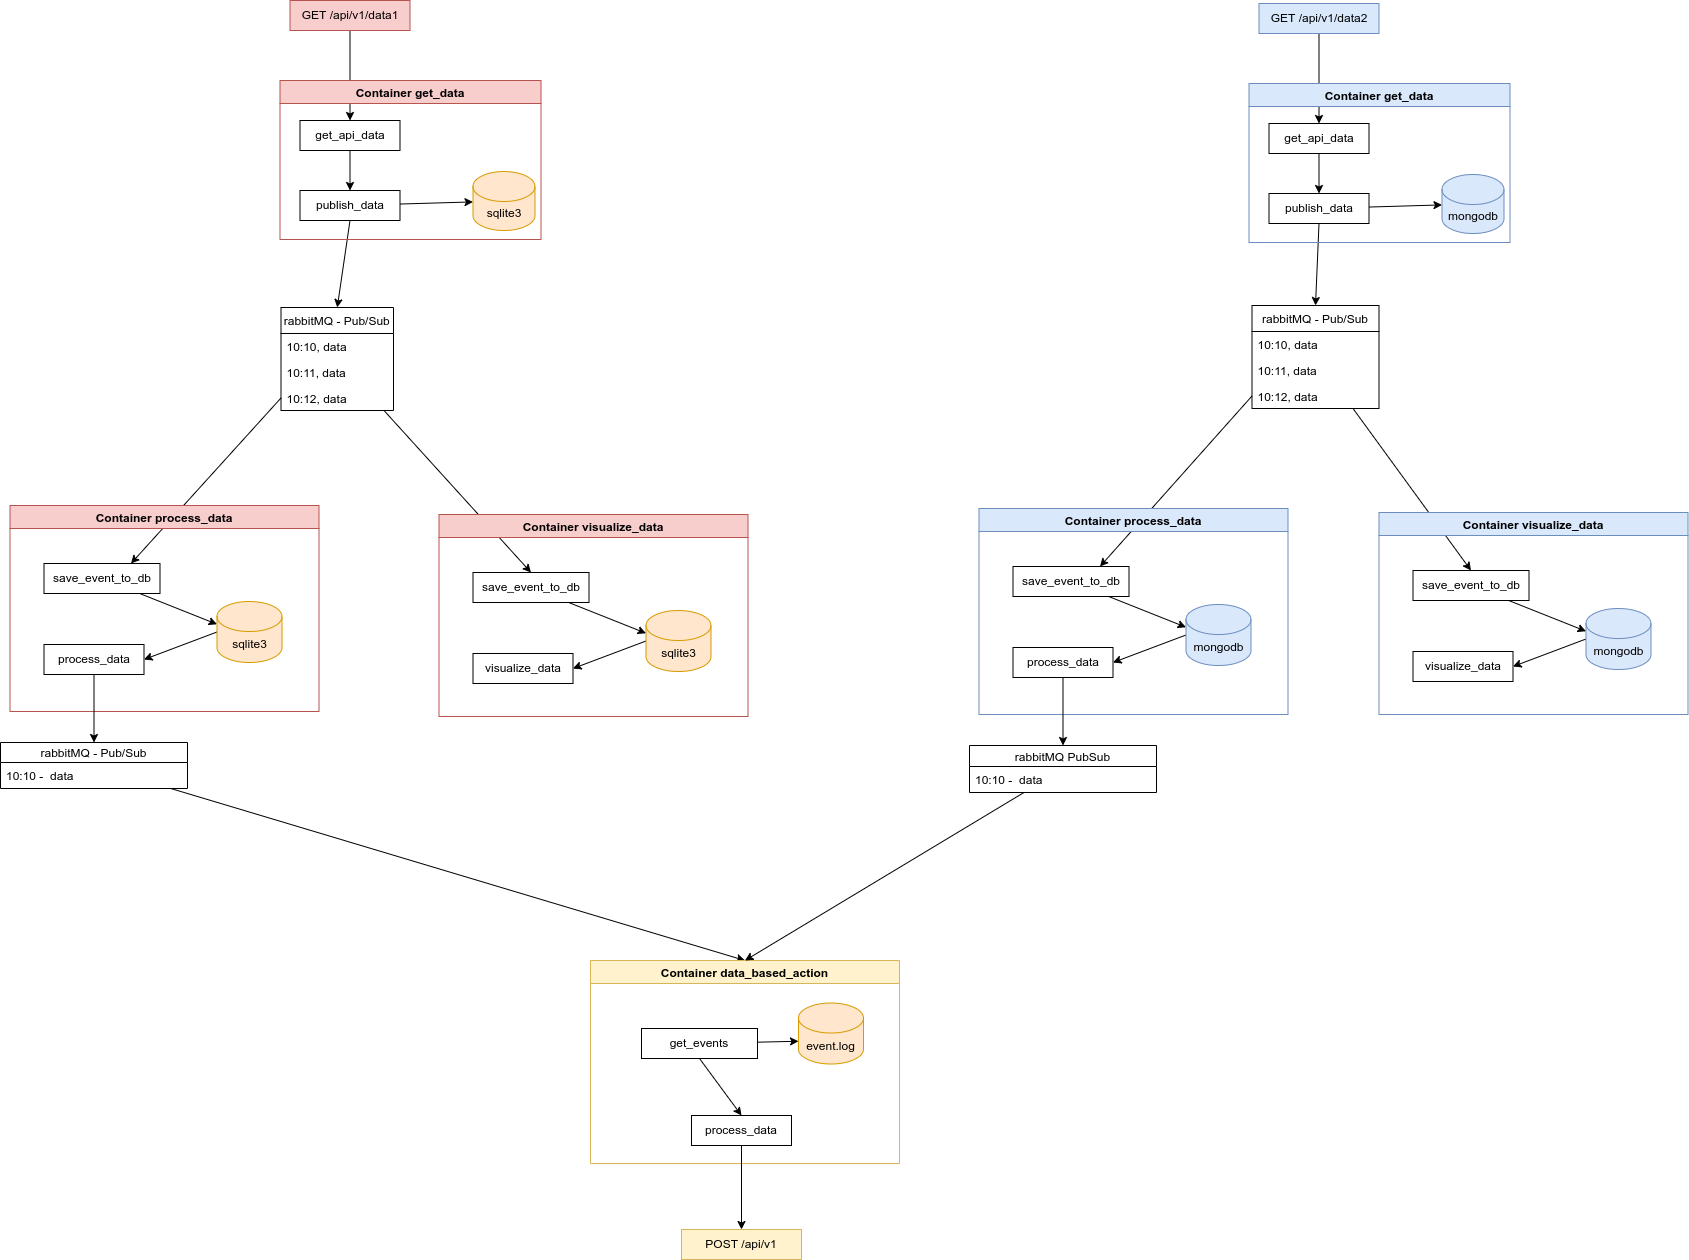 GET /api/v1/data1
Container get_data
get_api_data
publish_data
sqlite3
rabbitMQ - Pub/Sub
10:10, data
10:11, data
10:12, data
Container process_data
save_event_to_db
sqlite3
process_data
Container visualize_data
save_event_to_db
sqlite3
visualize_data
rabbitMQ - Pub/Sub
10:10 -  data
GET /api/v1/data2
Container get_data
get_api_data
publish_data
mongodb
rabbitMQ - Pub/Sub
10:10, data
10:11, data
10:12, data
Container process_data
save_event_to_db
mongodb
process_data
Container visualize_data
save_event_to_db
mongodb
visualize_data
rabbitMQ PubSub
10:10 -  data
Container data_based_action
get_events
event.log
process_data
POST /api/v1